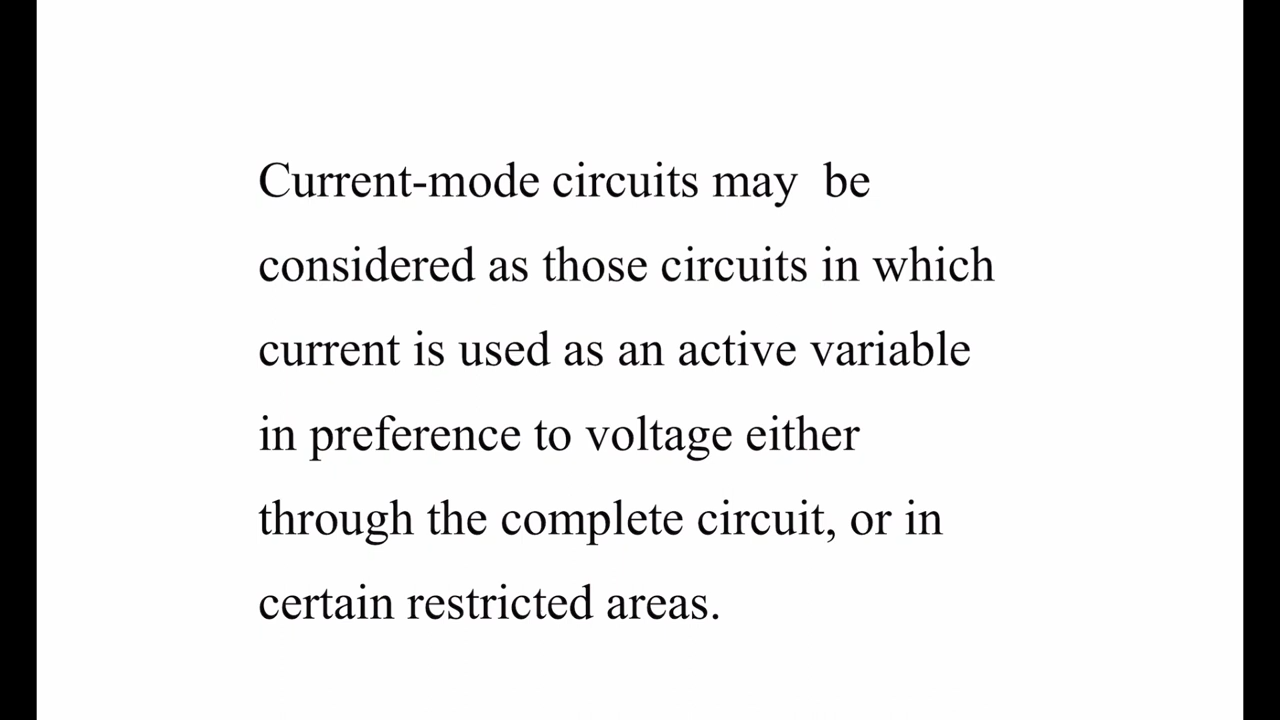 Current-mode circuits may  be
considered as those circuits in which
current is used as an active variable
in preference to voltage either
through the complete circuit, or in
certain restricted areas.